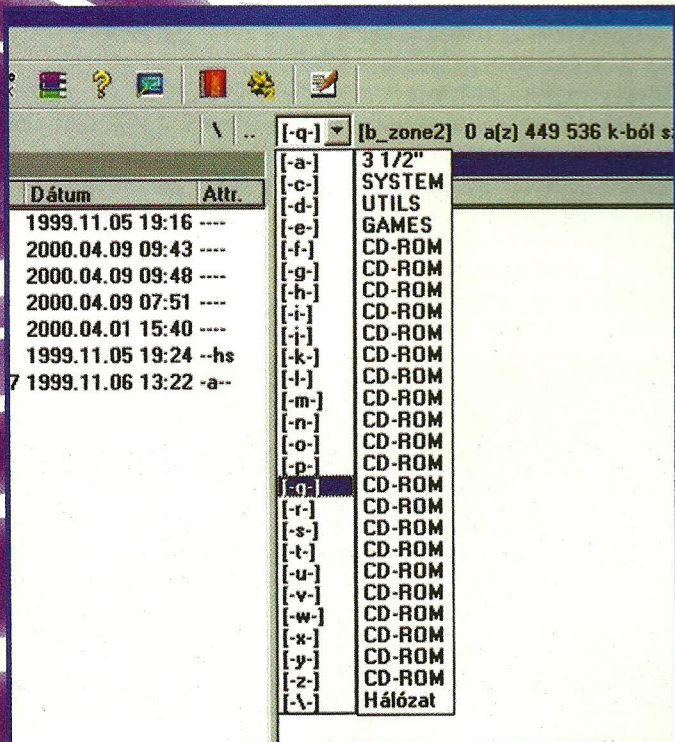 \ .. [-q-] [b_zone2] 0 a(z) 449 536 k-ból
Dátum Attr.
1999.11.05 19:16 ----
2000.04.09 09:43 ----
2000.04.09 09:48 ----
2000.04.09 07:51 ----
2000.04.01 15:40 ----
1999.11.05 19:24 --hs
7 1999.11.06 13:22 -a--
[-a-] 3 1/2"
[-c-] SYSTEM
[-d-] UTILS
[-e-] GAMES
[-f-] CD-ROM
[-g-] CD-ROM
[-h-] CD-ROM
[-i-] CD-ROM
[-j-] CD-ROM
[-k-] CD-ROM
[-l-] CD-ROM
[-m-] CD-ROM
[-n-] CD-ROM
[-o-] CD-ROM
[-p-] CD-ROM
[-q-] CD-ROM
[-r-] CD-ROM
[-s-] CD-ROM
[-t-] CD-ROM
[-u-] CD-ROM
[-v-] CD-ROM
[-w-] CD-ROM
[-x-] CD-ROM
[-y-] CD-ROM
[-z-] CD-ROM
[-\-] Hálózat